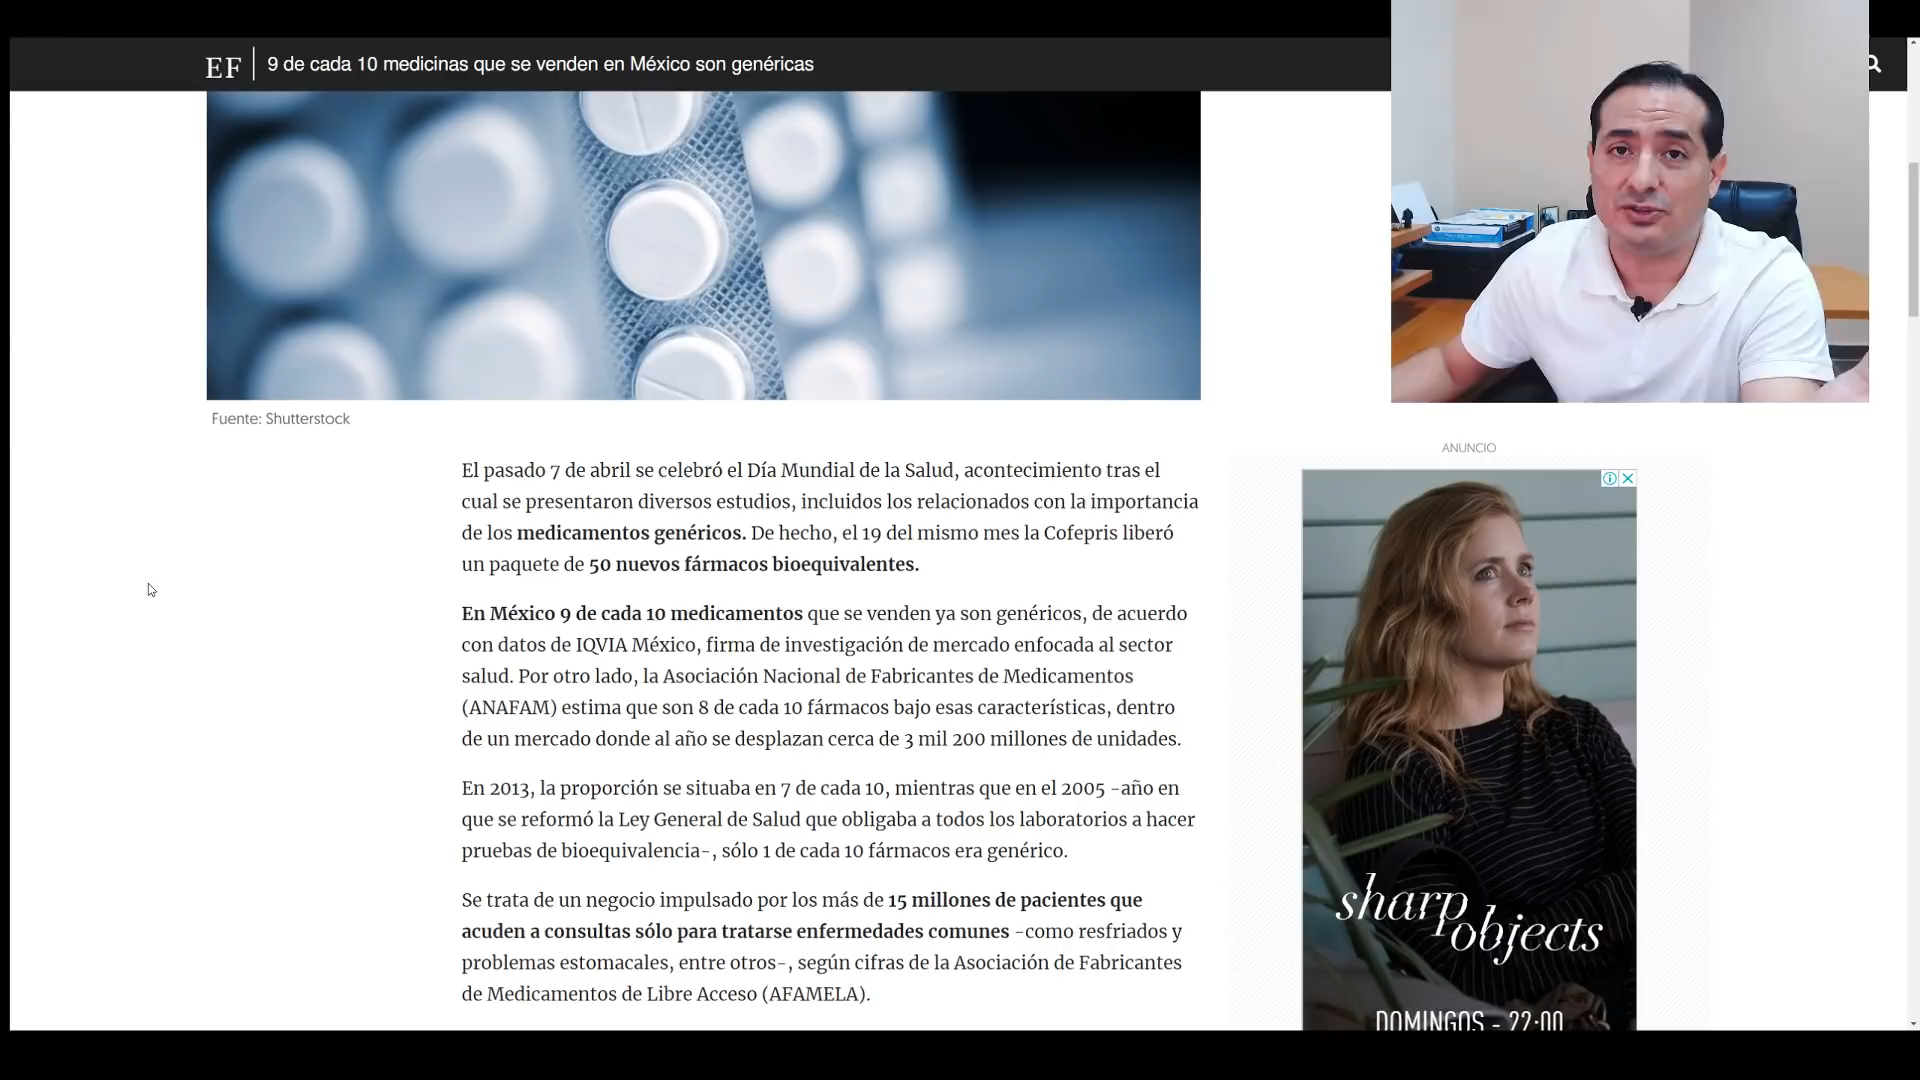 EF
9 de cada 10 medicinas que se venden en México son genéricas
Fuente: Shutterstock
El pasado 7 de abril se celebró el Día Mundial de la Salud, acontecimiento tras el
cual se presentaron diversos estudios, incluidos los relacionados con la importancia
de los medicamentos genéricos. De hecho, el 19 del mismo mes la Cofepris liberó
un paquete de 50 nuevos fármacos bioequivalentes.
En México 9 de cada 10 medicamentos que se venden ya son genéricos, de acuerdo
con datos de IQVIA México, firma de investigación de mercado enfocada al sector
salud. Por otro lado, la Asociación Nacional de Fabricantes de Medicamentos
(ANAFAM) estima que son 8 de cada 10 fármacos bajo esas características, dentro
de un mercado donde al año se desplazan cerca de 3 mil 200 millones de unidades.
En 2013, la proporción se situaba en 7 de cada 10, mientras que en el 2005 -año en
que se reformó la Ley General de Salud que obligaba a todos los laboratorios a hacer
pruebas de bioequivalencia-, sólo 1 de cada 10 fármacos era genérico.
Se trata de un negocio impulsado por los más de 15 millones de pacientes que
acuden a consultas sólo para tratarse enfermedades comunes -como resfriados y
problemas estomacales, entre otros-, según cifras de la Asociación de Fabricantes
de Medicamentos de Libre Acceso (AFAMELA).
ANUNCIO
sharp
objects
DOMINGOS - 22:00